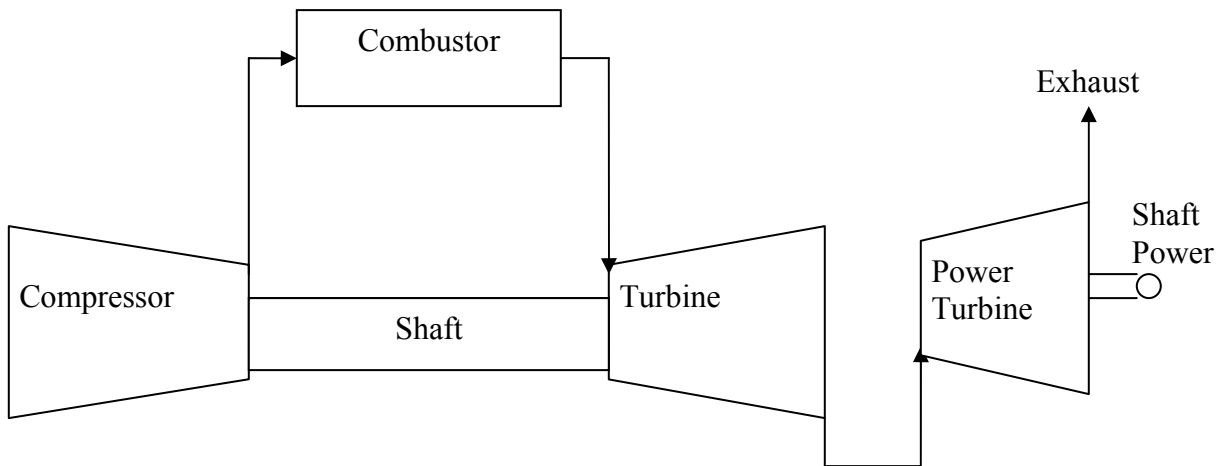 Combustor
Exhaust
Shaft
Power
Compressor
Turbine
Power
Turbine
Shaft